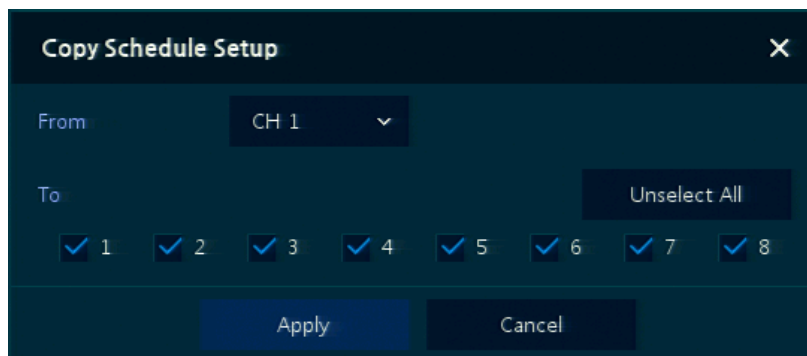 Copy Schedule Setup
From CH 1
To Unselect All
1 2 3 4 5 6 7 8
Apply Cancel